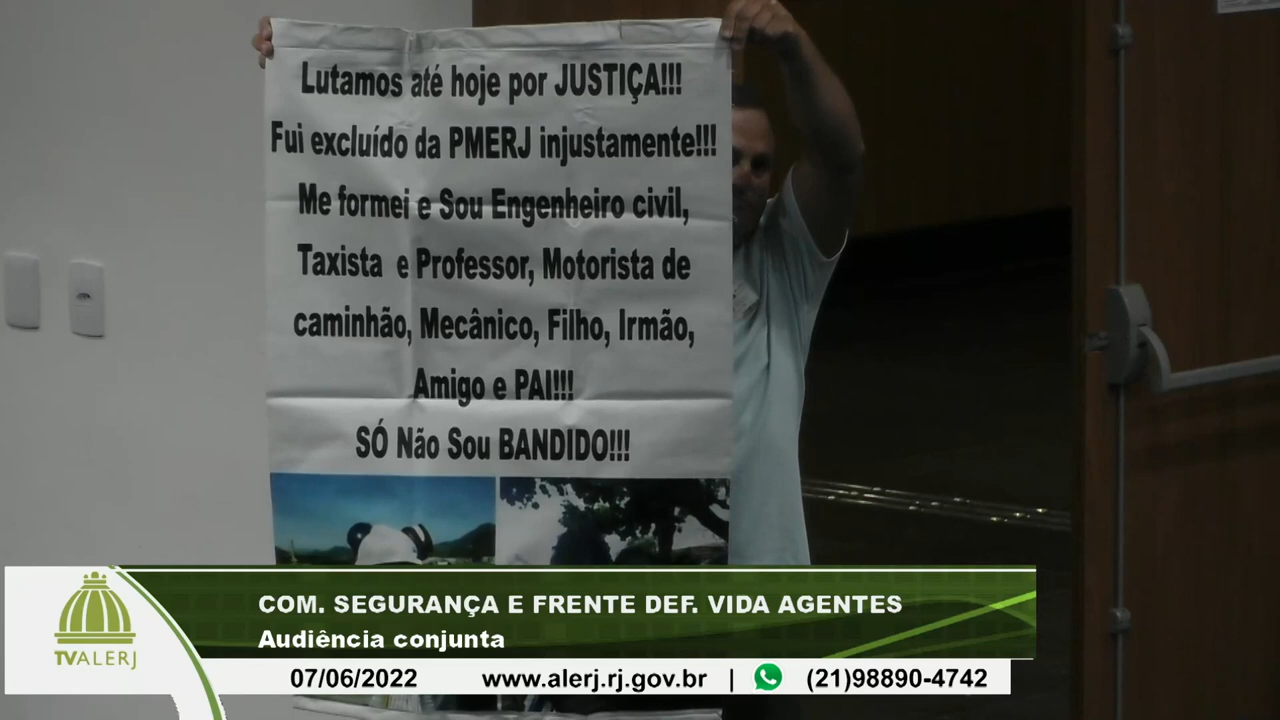 Lutamos até hoje por JUSTIÇA!!!
Fui excluído da PMERJ injustamente!!!
Me formei e Sou Engenheiro civil,
Taxista e Professor, Motorista de
caminhão, Mecânico, Filho, Irmão,
Amigo e PAI!!!
SÓ Não Sou BANDIDO!!!
COM. SEGURANÇA E FRENTE DEF. VIDA AGENTES
Audiência conjunta
TVALERJ
07/06/2022 www.alerj.rj.gov.br | (21)98890-4742